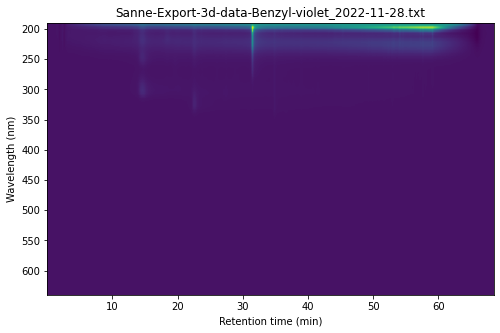 Sanne-Export-3d-data-Benzyl-violet_2022-11-28.txt
200
250
300
350
400
450
500
550
600
Wavelength (nm)
10 20 30 40 50 60
Retention time (min)